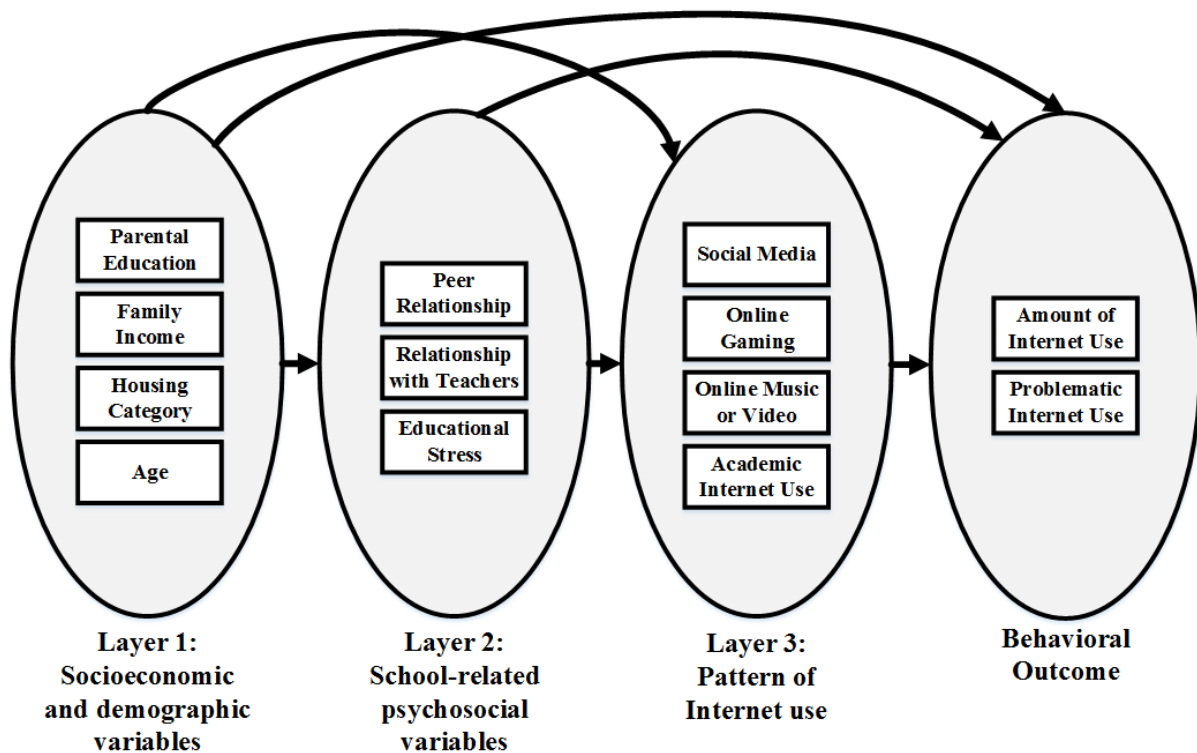 Parental
Education
Family
Income
Housing
Category
Age
Peer
Relationship
Relationship
with Teachers
Educational
Stress
Social Media
Online
Gaming
Online Music
or Video
Academic
Internet Use
Amount of
Internet Use
Problematic
Internet Use
Layer 1:
Socioeconomic
and demographic
variables
Layer 2:
School-related
psychosocial
variables
Layer 3:
Pattern of
Internet use
Behavioral
Outcome